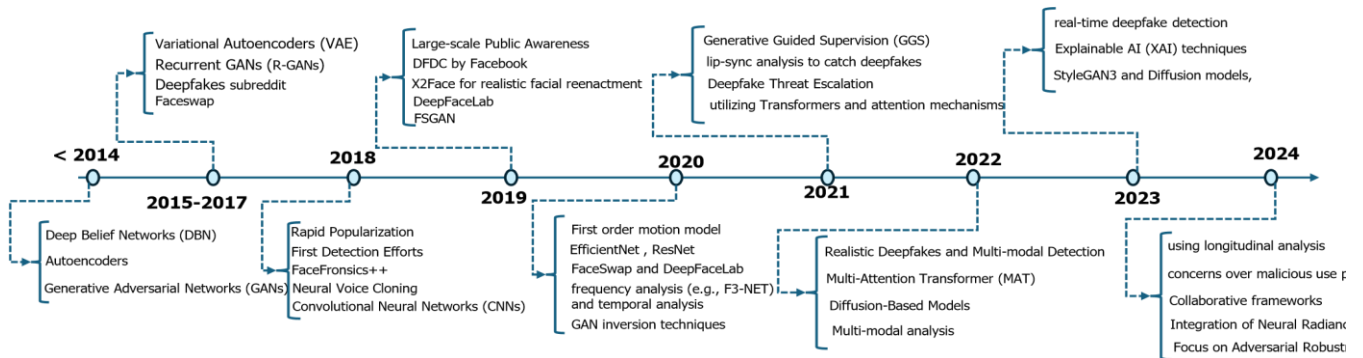 Variational Autoencoders (VAE)
Recurrent GANs (R-GANs)
Deepfakes subreddit
Faceswap
Large-scale Public Awareness
DFDC by Facebook
X2Face for realistic facial reenactment
DeepFaceLab
FSGAN
Generative Guided Supervision (GGS)
lip-sync analysis to catch deepfakes
Deepfake Threat Escalation
utilizing Transformers and attention mechanisms
real-time deepfake detection
Explainable AI (XAI) techniques
StyleGAN3 and Diffusion models,
< 2014
2015-2017
2018
2019
2020
2021
2022
2023
2024
Deep Belief Networks (DBN)
Autoencoders
Generative Adversarial Networks (GANs)
Rapid Popularization
First Detection Efforts
FaceFronsics++
Neural Voice Cloning
Convolutional Neural Networks (CNNs)
First order motion model
EfficientNet , ResNet
FaceSwap and DeepFaceLab
frequency analysis (e.g., F3-NET)
and temporal analysis
GAN inversion techniques
Realistic Deepfakes and Multi-modal Detection
Multi-Attention Transformer (MAT)
Diffusion-Based Models
Multi-modal analysis
using longitudinal analysis
concerns over malicious use
Collaborative frameworks
Integration of Neural
Focus on Adversarial